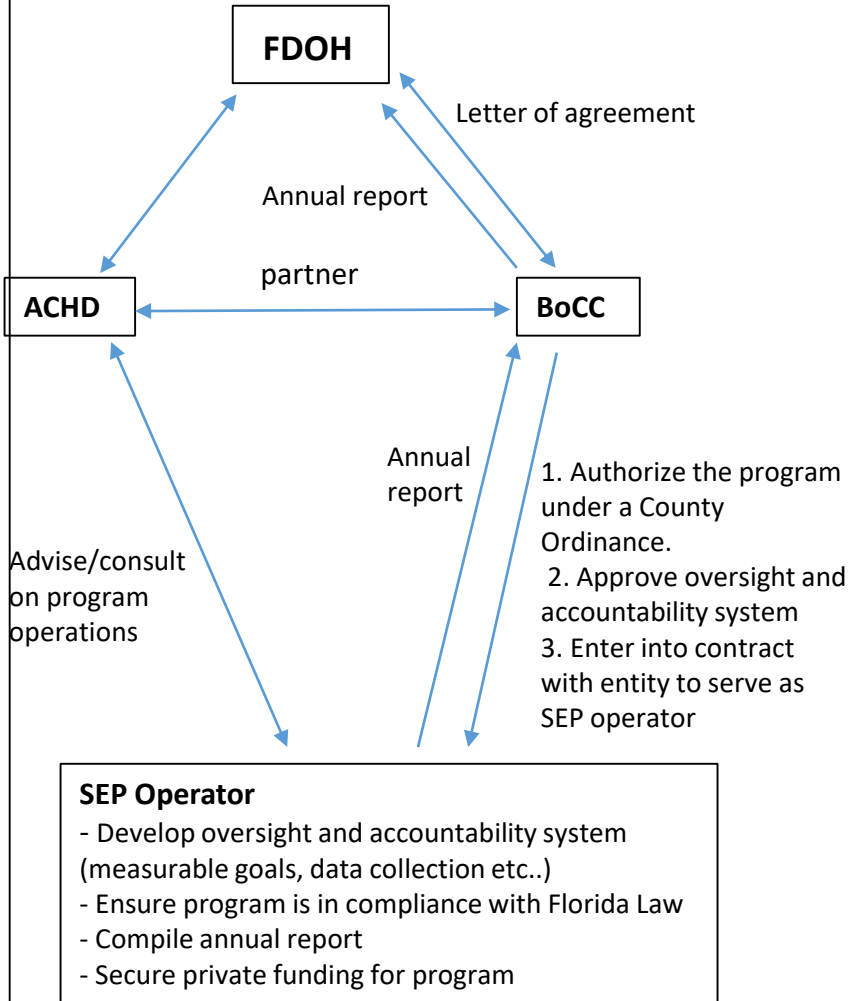 FDOH
Letter of agreement
Annual report
partner
ACHD
BoCC
Annual
report
1. Authorize the program
under a County
Ordinance.
2. Approve oversight and
accountability system
3. Enter into contract
with entity to serve as
SEP operator
Advise/consult
on program
operations
SEP Operator
- Develop oversight and accountability system
(measurable goals, data collection etc..)
- Ensure program is in compliance with Florida Law
- Compile annual report
- Secure private funding for program